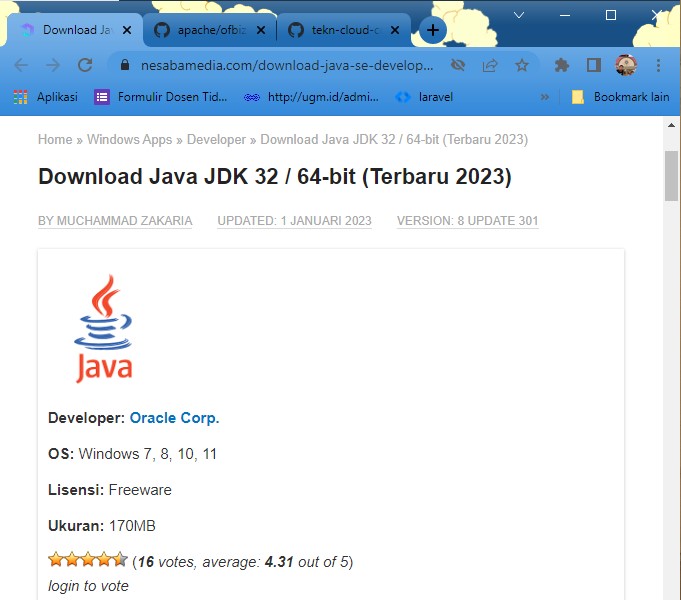 Download Jav
apache/ofbiz
tekn-cloud-c
nesabamedia.com/download-java-se-develop...
Aplikasi
Formulir Dosen Tid...
http://ugm.id/admi...
laravel
»
Bookmark lain
Home » Windows Apps » Developer » Download Java JDK 32 / 64-bit (Terbaru 2023)
Download Java JDK 32 / 64-bit (Terbaru 2023)
BY MUCHAMMAD ZAKARIA UPDATED: 1 JANUARI 2023 VERSION: 8 UPDATE 301
Java
Developer: Oracle Corp.
OS: Windows 7, 8, 10, 11
Lisensi: Freeware
Ukuran: 170MB
(16 votes, average: 4.31 out of 5)
login to vote